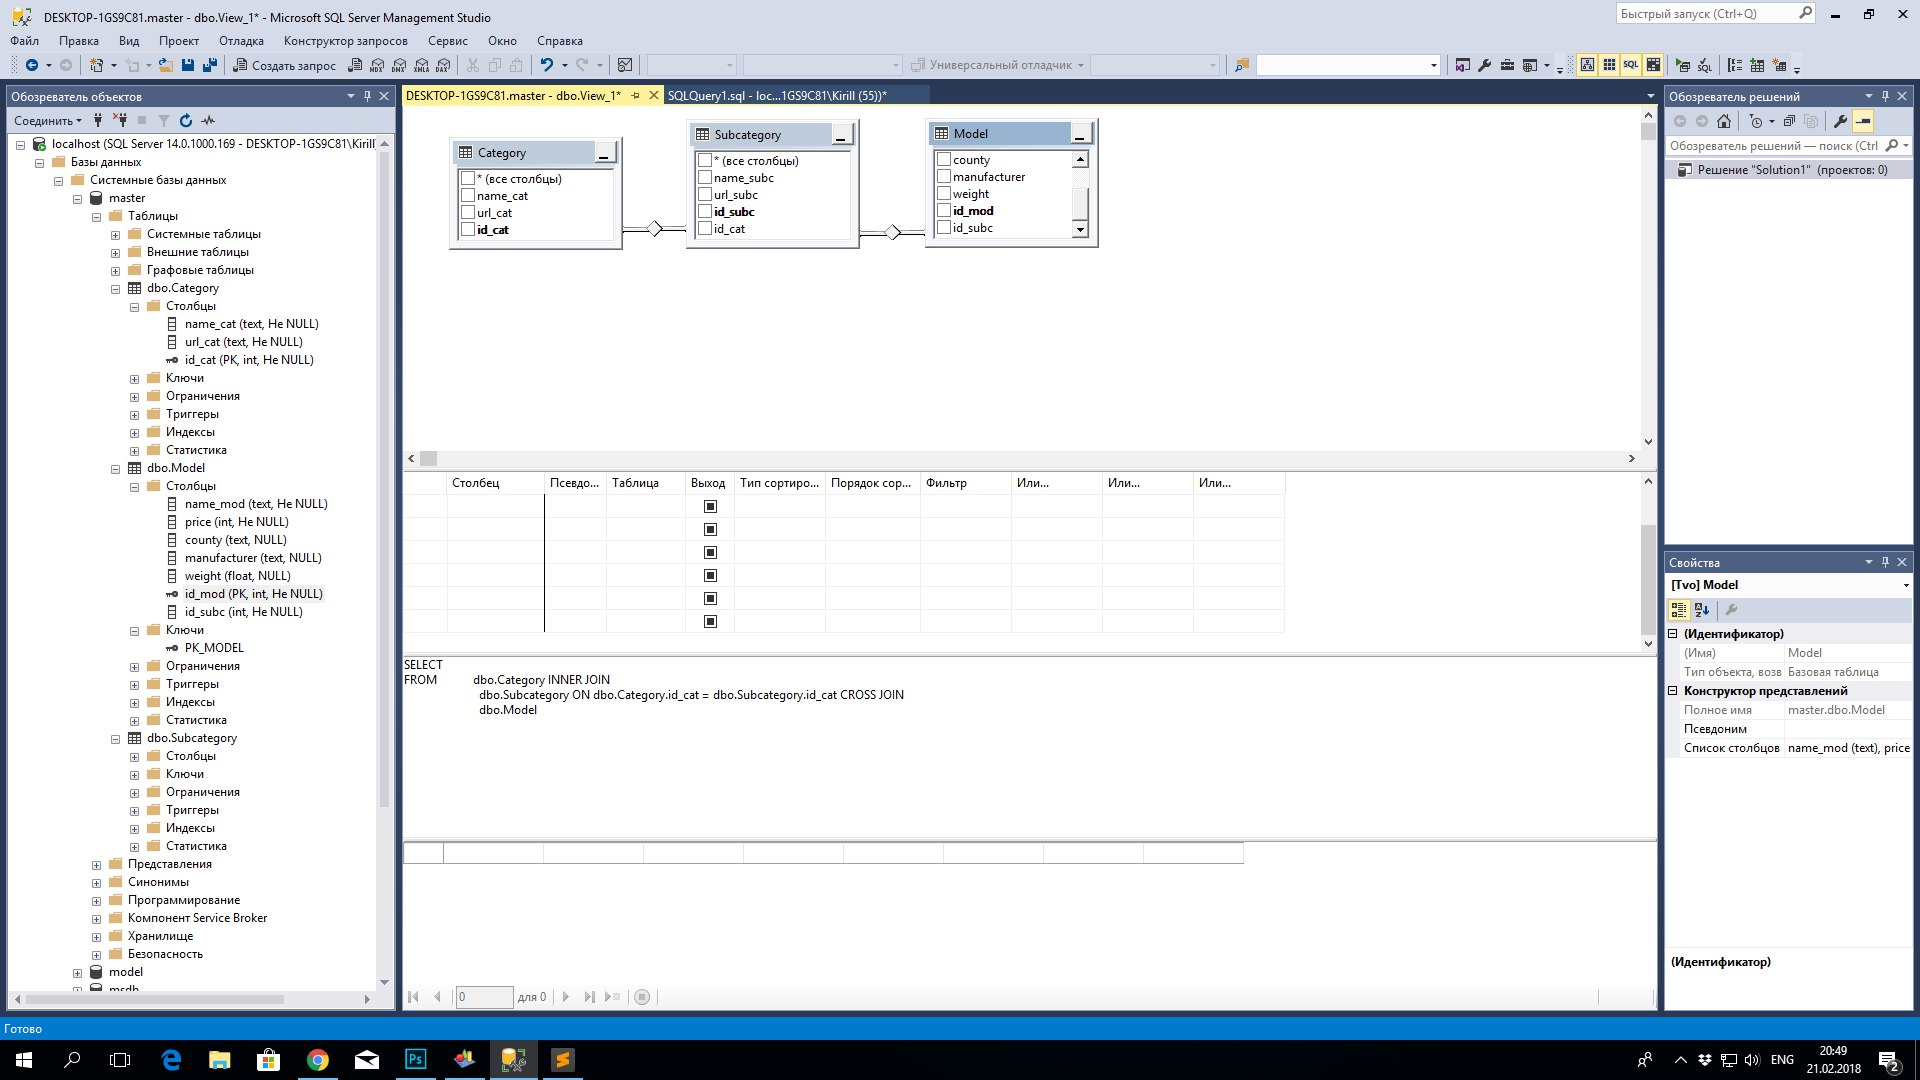 DESKTOP-1GS9C81.master - dbo.View_1* - Microsoft SQL Server Management Studio
Быстрый запуск (Ctrl+Q)
Файл Правка Вид Проект Отладка Конструктор запросов Сервис Окно Справка
Создать запрос
MDX DMX XMLA DAX
Универсальный отладчик
SQL
SQL
Обозреватель объектов
Соединить
localhost (SQL Server 14.0.1000.169 - DESKTOP-1GS9C81\Kirill)
Базы данных
Системные базы данных
master
Таблицы
Системные таблицы
Внешние таблицы
Графовые таблицы
dbo.Category
Столбцы
name_cat (text, Не NULL)
url_cat (text, Не NULL)
id_cat (PK, int, Не NULL)
Ключи
Ограничения
Триггеры
Индексы
Статистика
dbo.Model
Столбцы
name_mod (text, Не NULL)
price (int, Не NULL)
county (text, NULL)
manufacturer (text, NULL)
weight (float, NULL)
id_mod (PK, int, Не NULL)
id_subc (int, Не NULL)
Ключи
PK_MODEL
Ограничения
Триггеры
Индексы
Статистика
dbo.Subcategory
Столбцы
Ключи
Ограничения
Триггеры
Индексы
Статистика
Представления
Синонимы
Программирование
Компонент Service Broker
Хранилище
Безопасность
model
msdb
DESKTOP-1GS9C81.master - dbo.View_1*
SQLQuery1.sql - loc...1GS9C81\Kirill (55))*
Category
* (все столбцы)
name_cat
url_cat
id_cat
Subcategory
* (все столбцы)
name_subc
url_subc
id_subc
id_cat
Model
county
manufacturer
weight
id_mod
id_subc
Столбец Псевдо... Таблица Выход Тип сортиро... Порядок сор... Фильтр Или... Или... Или...
SELECT
FROM dbo.Category INNER JOIN
dbo.Subcategory ON dbo.Category.id_cat = dbo.Subcategory.id_cat CROSS JOIN
dbo.Model
0 для 0
Обозреватель решений
Обозреватель решений — поиск (Ctrl
Решение "Solution1" (проектов: 0)
Свойства
[Tvo] Model
(Идентификатор)
(Имя) Model
Тип объекта, возв Базовая таблица
Конструктор представлений
Полное имя master.dbo.Model
Псевдоним
Список столбцов name_mod (text), price
(Идентификатор)
Готово
Ps
ENG
20:49
21.02.2018
2